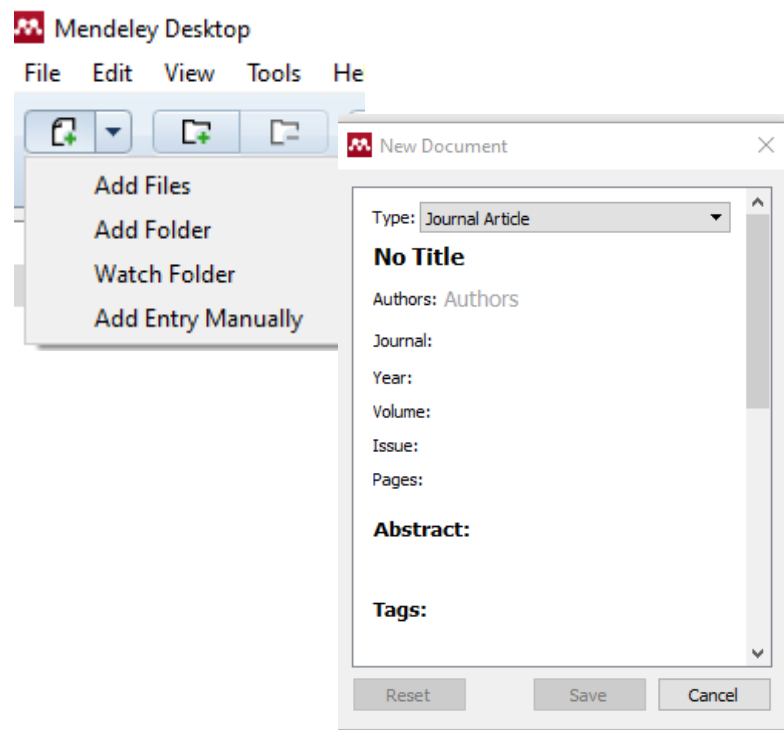 Mendeley Desktop
File Edit View Tools He
Add Files
Add Folder
Watch Folder
Add Entry Manually
New Document
Type: Journal Article
No Title
Authors: Authors
Journal:
Year:
Volume:
Issue:
Pages:
Abstract:
Tags:
Reset Save Cancel